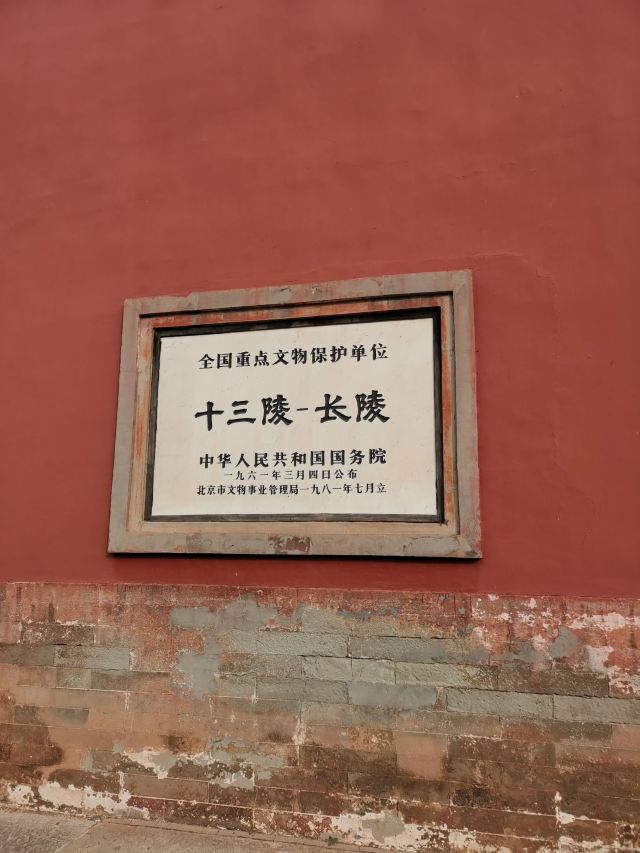 全国重点文物保护单位
十三陵-长陵
中华人民共和国国务院
一九六一年三月四日公布
北京市文物事业管理局一九八一年七月立